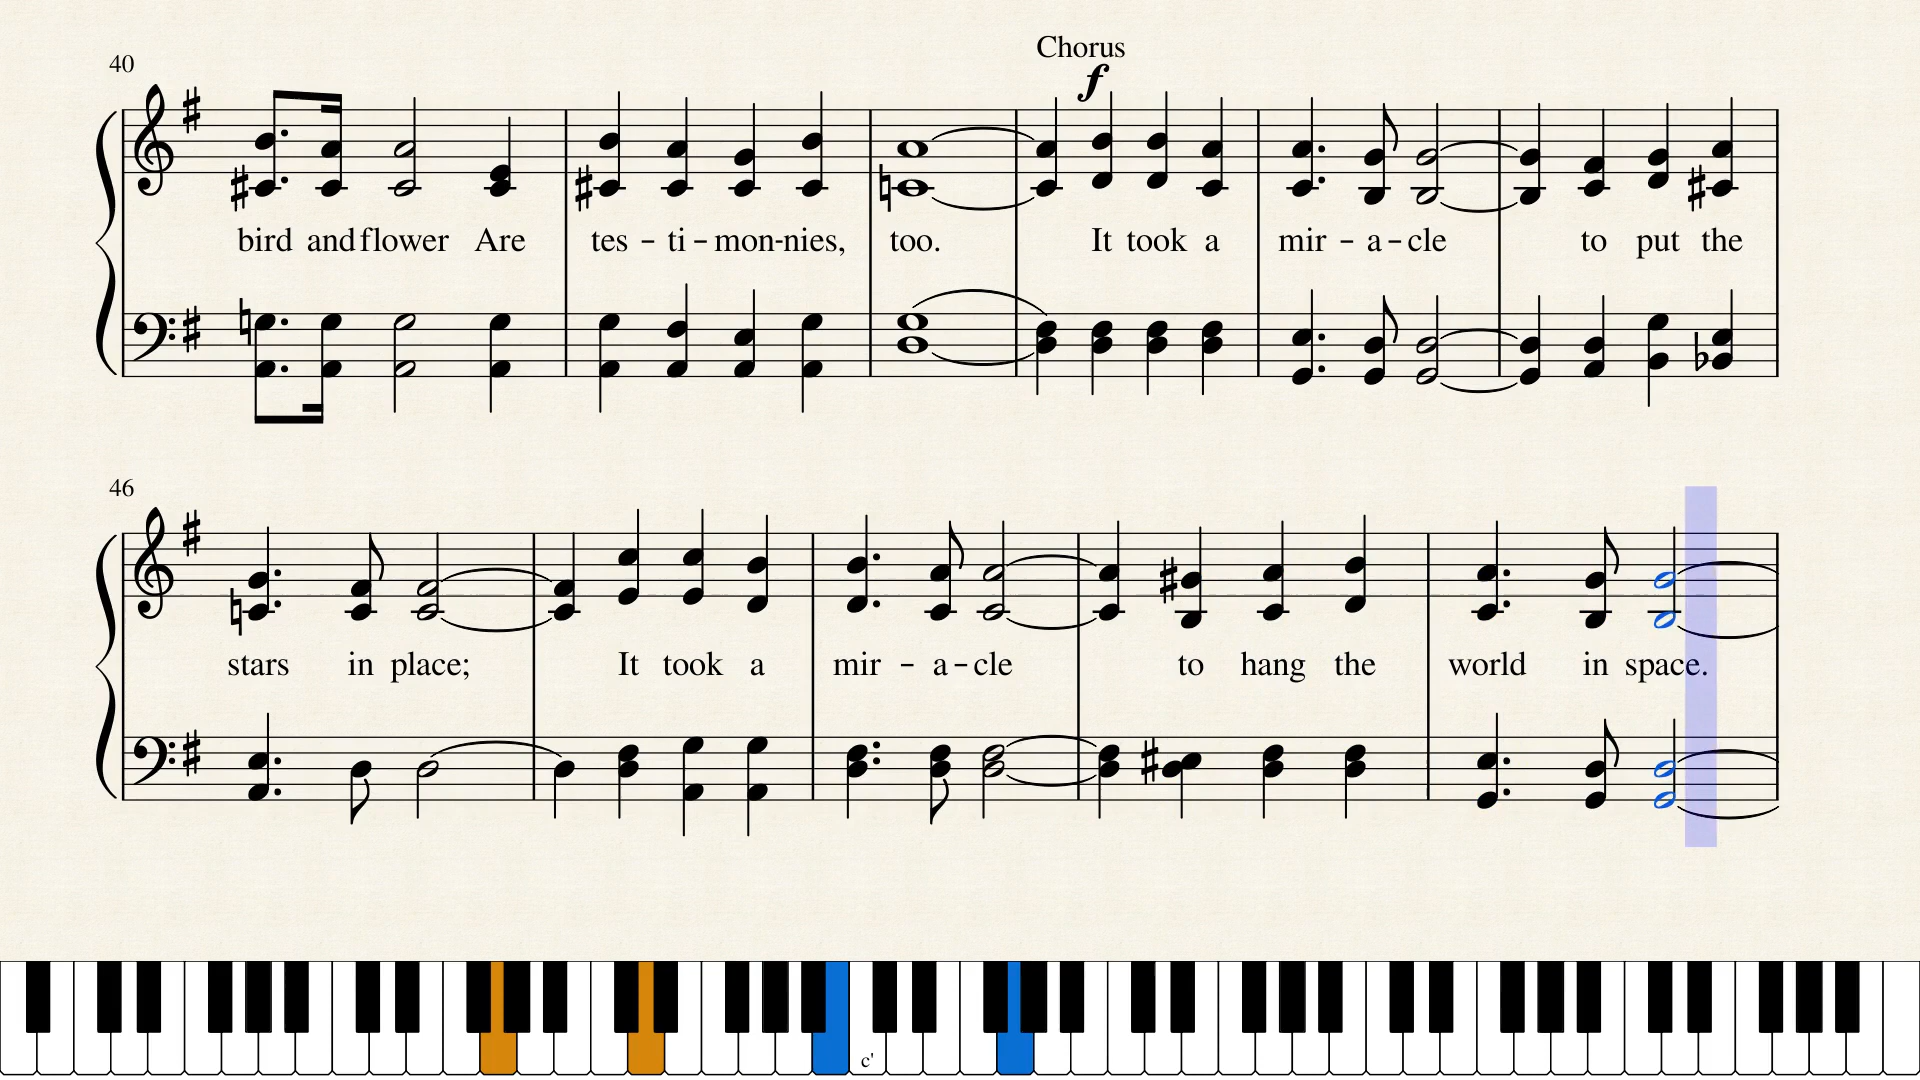 Chorus
40
f
bird and flower Are tes - ti - mon - nies, too. It took a mir - a - cle to put the
46
stars in place; It took a mir - a - cle to hang the world in space.
c'